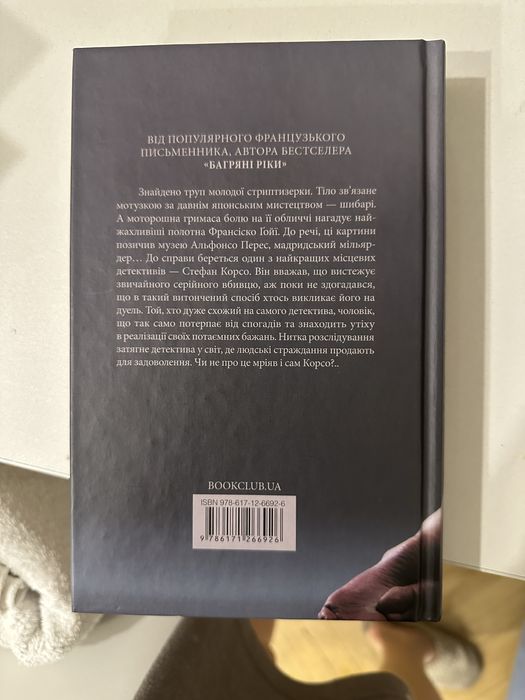 ВІД ПОПУЛЯРНОГО ФРАНЦУЗЬКОГО
ПИСЬМЕННИКА, АВТОРА БЕСТСЕЛЕРА
«БАГРЯНІ РІКИ»
Знайдено труп молодої стриптизерки. Тіло зв'язане
мотузкою за давнім японським мистецтвом — шибарі.
А моторошна гримаса болю на її обличчі нагадує най-
жахливіші полотна Франсіско Ґойї. До речі, ці картини
позичив музею Альфонсо Перес, мадридський мільяр-
дер... До справи береться один з найкращих місцевих
детективів — Стефан Корсо. Він вважав, що вистежує
звичайного серійного вбивцю, аж поки не здогадався,
що в такий витончений спосіб хтось викликає його на
дуель. Той, хто дуже схожий на самого детектива, чоловік,
що так само потерпає від спогадів та знаходить утіху
в реалізації своїх потаємних бажань. Нитка розслідування
затягне детектива у світ, де людські страждання продають
для задоволення. Чи не про це мріяв і сам Корсо?..
BOOKCLUB.UA
ISBN 978-617-12-6692-6
9 786171 266926